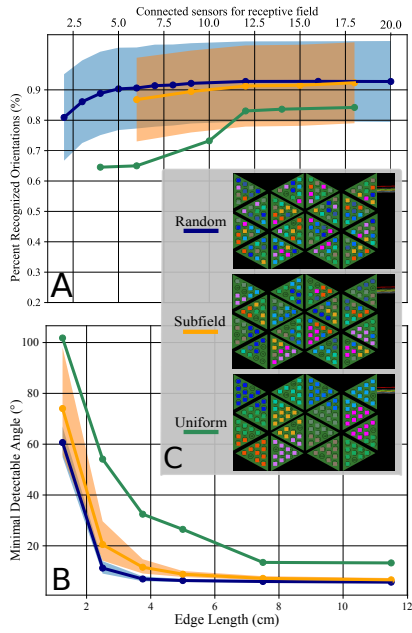 Connected sensors for receptive field
2.5 5.0 7.5 10.0 12.5 15.0 17.5 20.0
Percent Recognized Orientations (%)
0.9
0.8
0.7
0.6
0.5
0.4
0.3
0.2
A
Random
Subfield
Uniform
C
Minimal Detectable Angle (°)
100
80
60
40
20
B
2 4 6 8 10 12
Edge Length (cm)